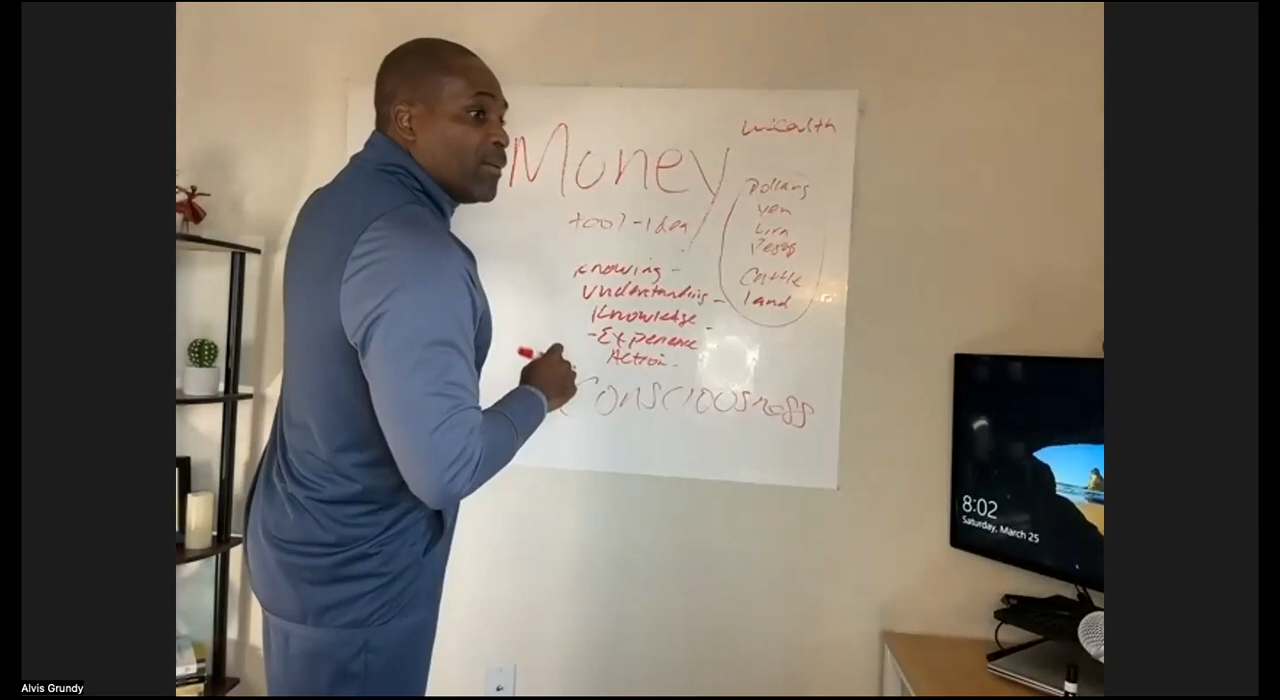 wealth
Money
Dollars
yen
Lira
Pesos
Cattle
land
tool-idea
knowing -
Understanding -
Knowledge -
-Experience
Action -
Consciousness
8:02
Saturday, March 25
Alvis Grundy